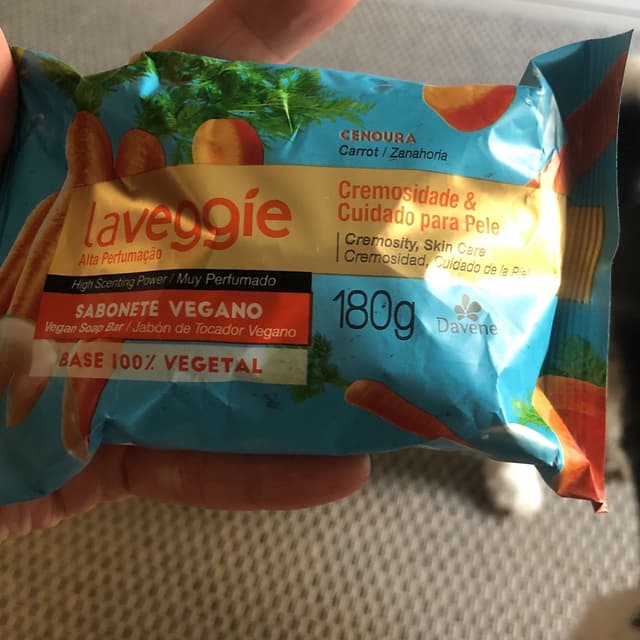 CENOURA
Carrot / Zanahoria
laveggie
Alta Perfumação
Cremosidade &
Cuidado para Pele
Cremosity, Skin Care
Cremosidad, Cuidado de la Piel
High Scenting Power / Muy Perfumado
SABONETE VEGANO
Vegan Soap Bar / Jabón de Tocador Vegano
BASE 100% VEGETAL
180g
Davene